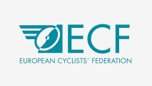 ECF
EUROPEAN CYCLISTS' FEDERATION